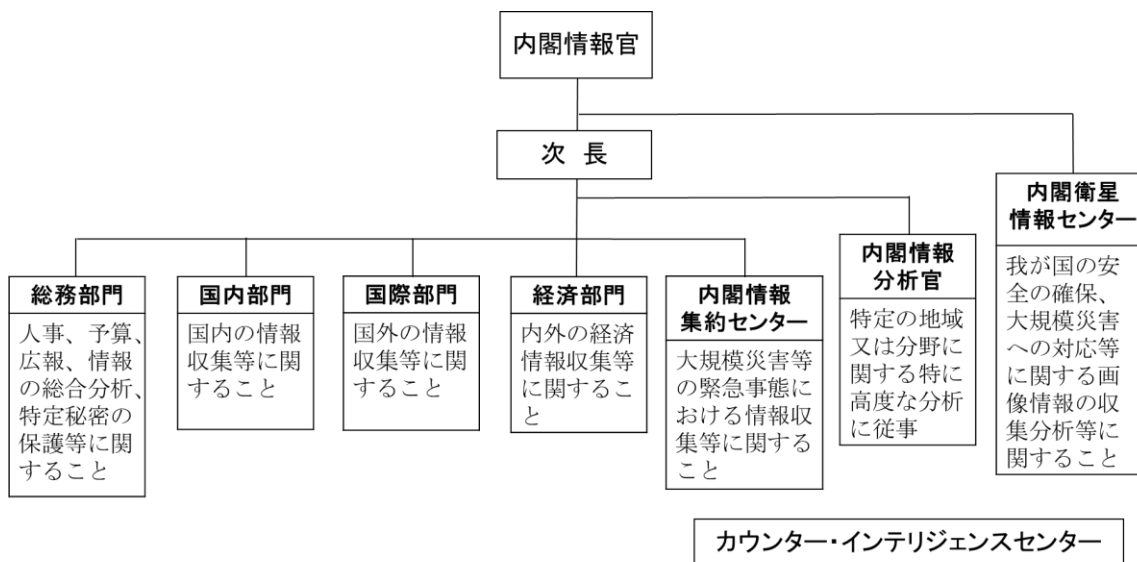 内閣情報官
次 長
総務部門
人事、予算、
広報、情報
の総合分析、
特定秘密の
保護等に関
すること
国内部門
国内の情報
収集等に関
すること
国際部門
国外の情報
収集等に関
すること
経済部門
内外の経済
情報収集等
に関するこ
と
内閣情報
集約センター
大規模災害等
の緊急事態に
おける情報収
集等に関する
こと
内閣情報
分析官
特定の地域
又は分野に
関する特に
高度な分析
に従事
内閣衛星
情報センター
我が国の安
全の確保、
大規模災害
への対応等
に関する画
像情報の収
集分析等に
関すること
カウンター・インテリジェンスセンター